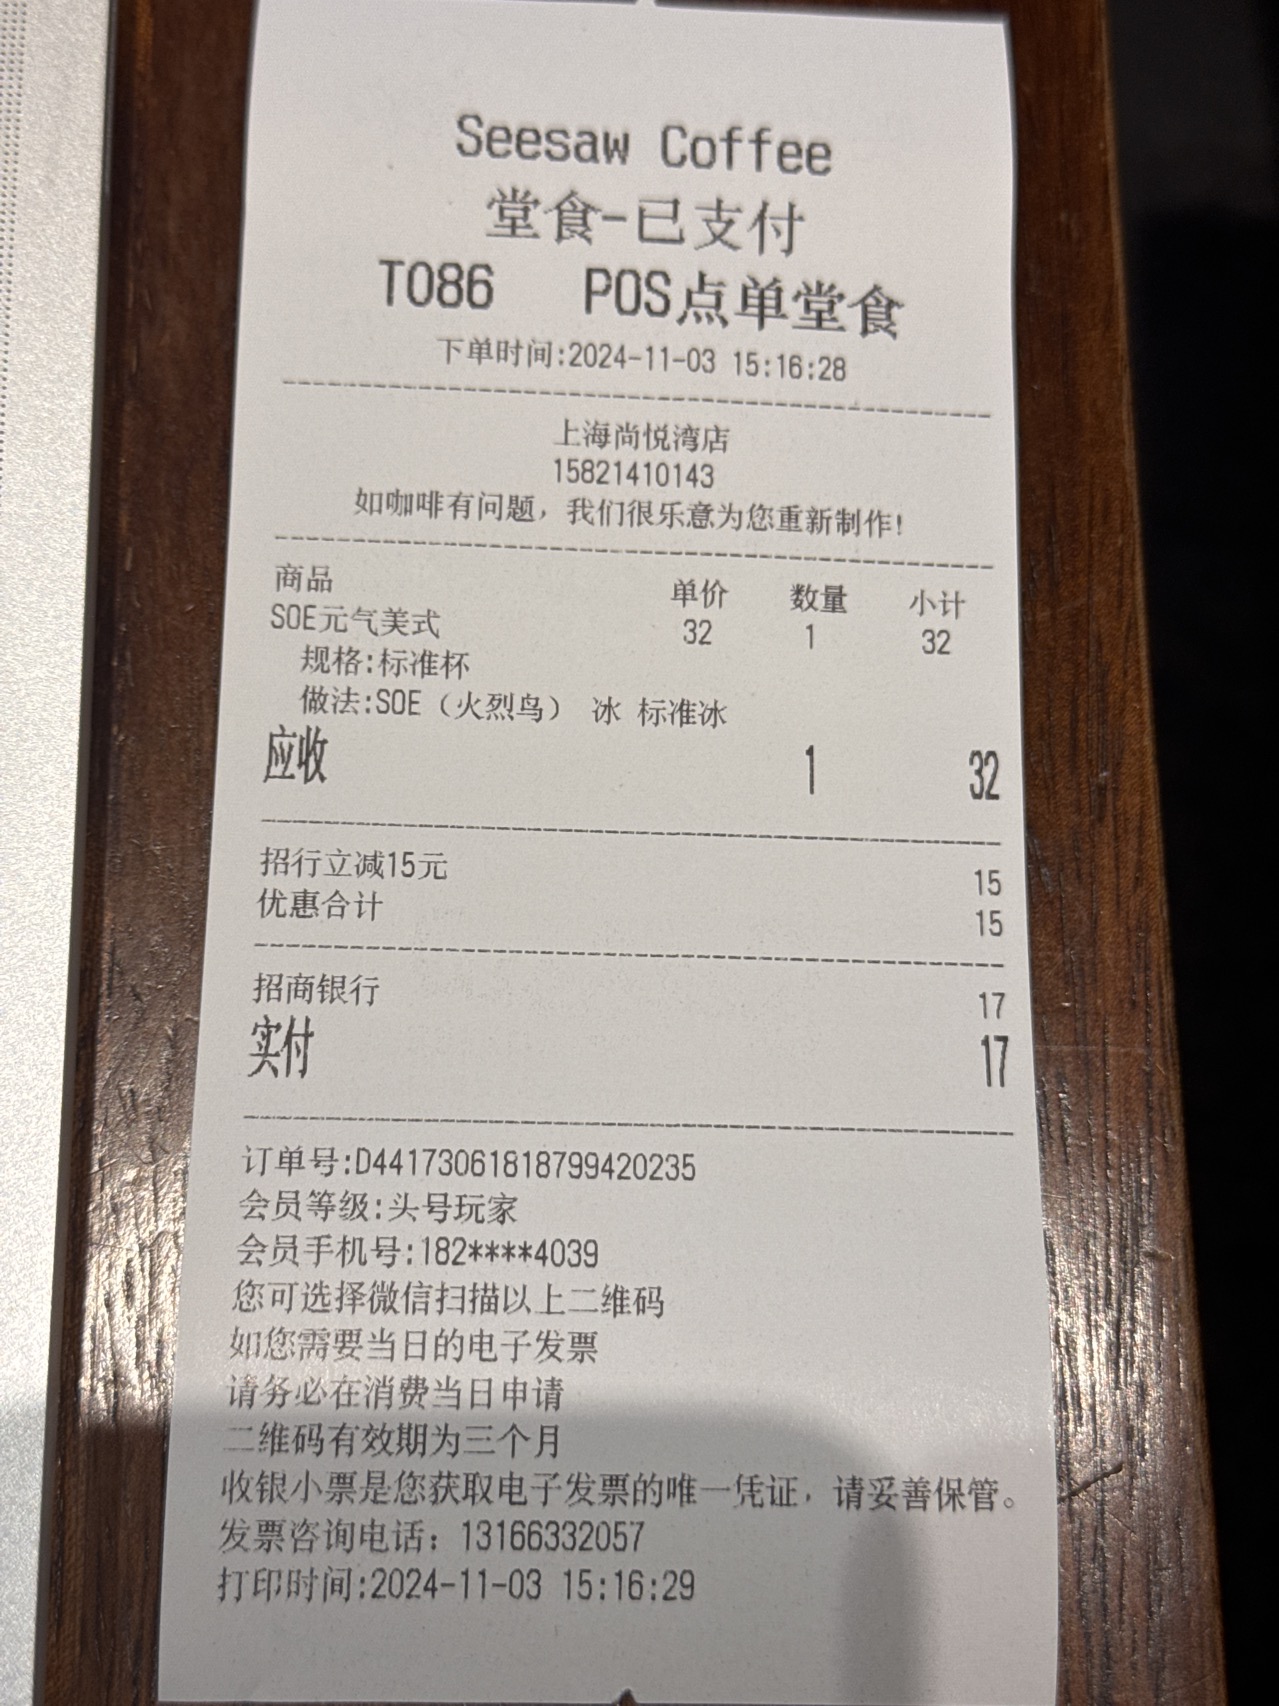 Seesaw Coffee
堂食-已支付
T086 POS点单堂食
下单时间:2024-11-03 15:16:28
上海尚悦湾店
15821410143
如咖啡有问题，我们很乐意为您重新制作！
商品 单价 数量 小计
SOE元气美式 32 1 32
规格:标准杯
做法:SOE（火烈鸟） 冰 标准冰
应收 1 32
招行立减15元 15
优惠合计 15
招商银行 17
实付 17
订单号:D44173061818799420235
会员等级:头号玩家
会员手机号:182****4039
您可选择微信扫描以上二维码
如您需要当日的电子发票
请务必在消费当日申请
二维码有效期为三个月
收银小票是您获取电子发票的唯一凭证，请妥善保管。
发票咨询电话：13166332057
打印时间:2024-11-03 15:16:29